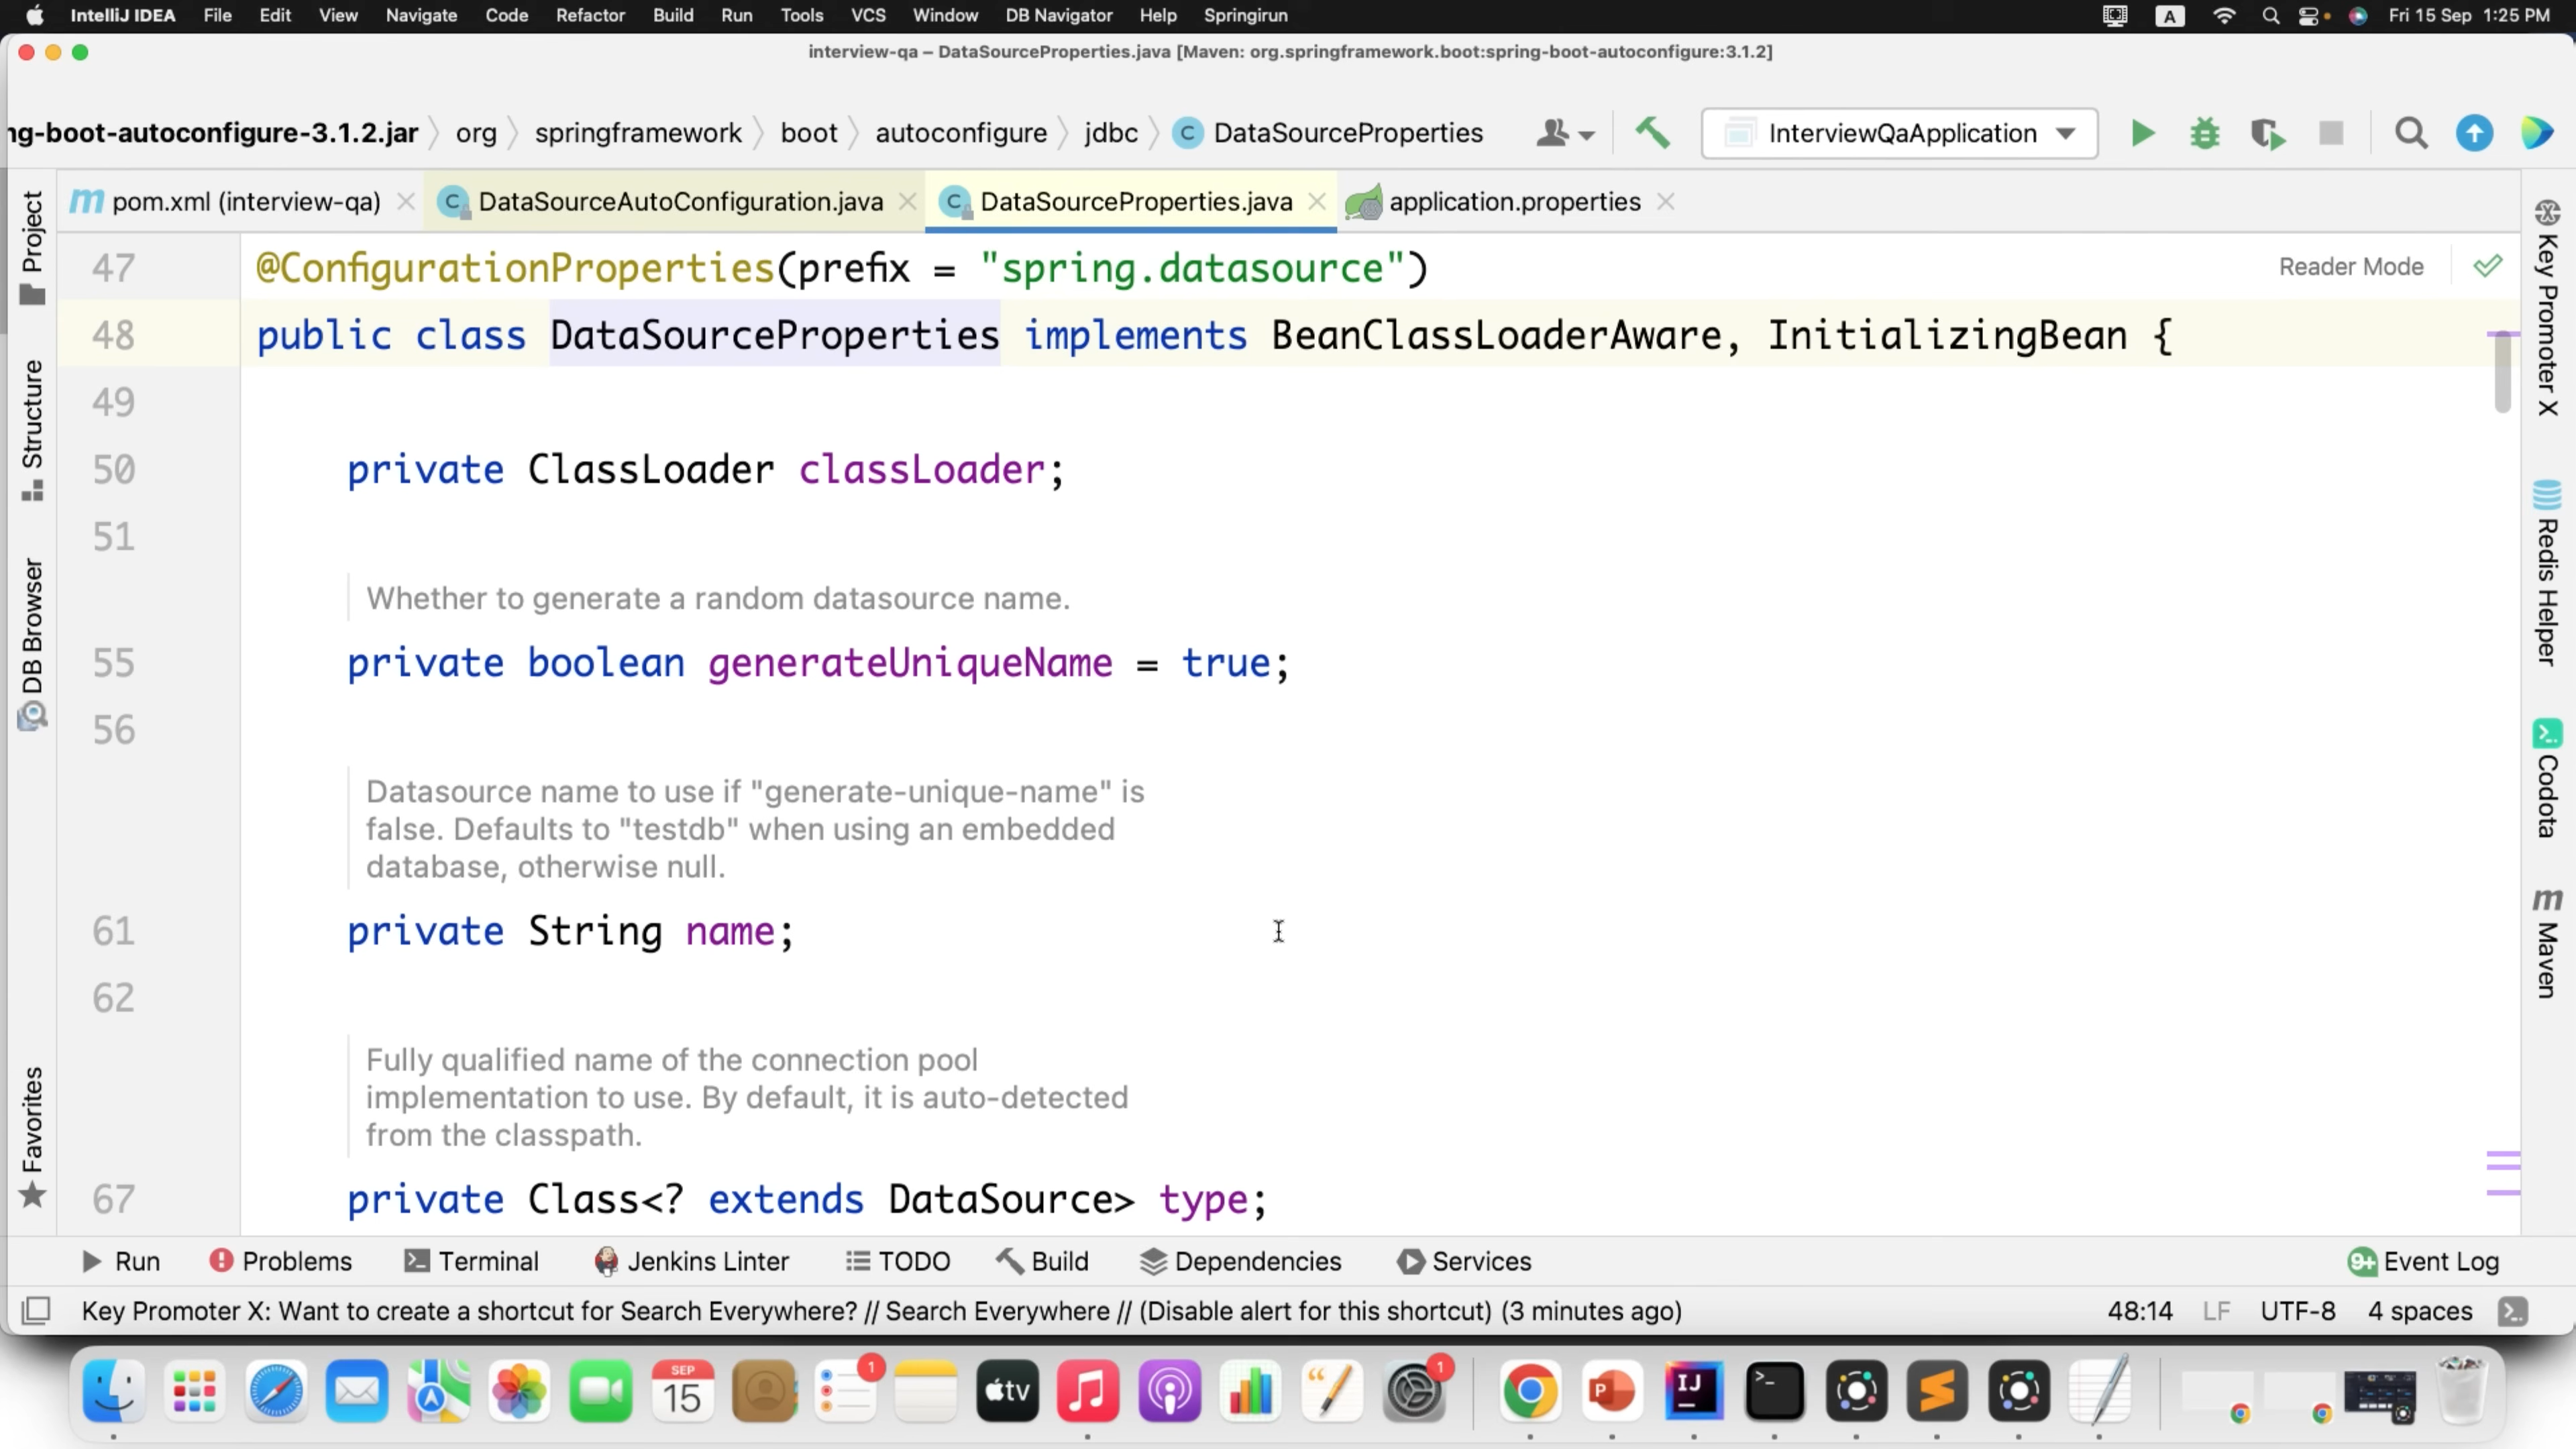 IntelliJ IDEA File Edit View Navigate Code Refactor Build Run Tools VCS Window DB Navigator Help Springirun A Fri 15 Sep 1:25 PM
interview-qa – DataSourceProperties.java [Maven: org.springframework.boot:spring-boot-autoconfigure:3.1.2]
ng-boot-autoconfigure-3.1.2.jar org springframework boot autoconfigure jdbc C DataSourceProperties InterviewQaApplication
m pom.xml (interview-qa) C DataSourceAutoConfiguration.java C DataSourceProperties.java application.properties
Project
Structure
DB Browser
Favorites
47 @ConfigurationProperties(prefix = "spring.datasource") Reader Mode
48 public class DataSourceProperties implements BeanClassLoaderAware, InitializingBean {
49
50 private ClassLoader classLoader;
51
Whether to generate a random datasource name.
55 private boolean generateUniqueName = true;
56
Datasource name to use if "generate-unique-name" is
false. Defaults to "testdb" when using an embedded
database, otherwise null.
61 private String name;
62
Fully qualified name of the connection pool
implementation to use. By default, it is auto-detected
from the classpath.
67 private Class<? extends DataSource> type;
Key Promoter X
Redis Helper
Codota
m Maven
Run Problems Terminal Jenkins Linter TODO Build Dependencies Services 9+ Event Log
Key Promoter X: Want to create a shortcut for Search Everywhere? // Search Everywhere // (Disable alert for this shortcut) (3 minutes ago) 48:14 LF UTF-8 4 spaces
SEP
15
1
tv
1
P
IJ
>_